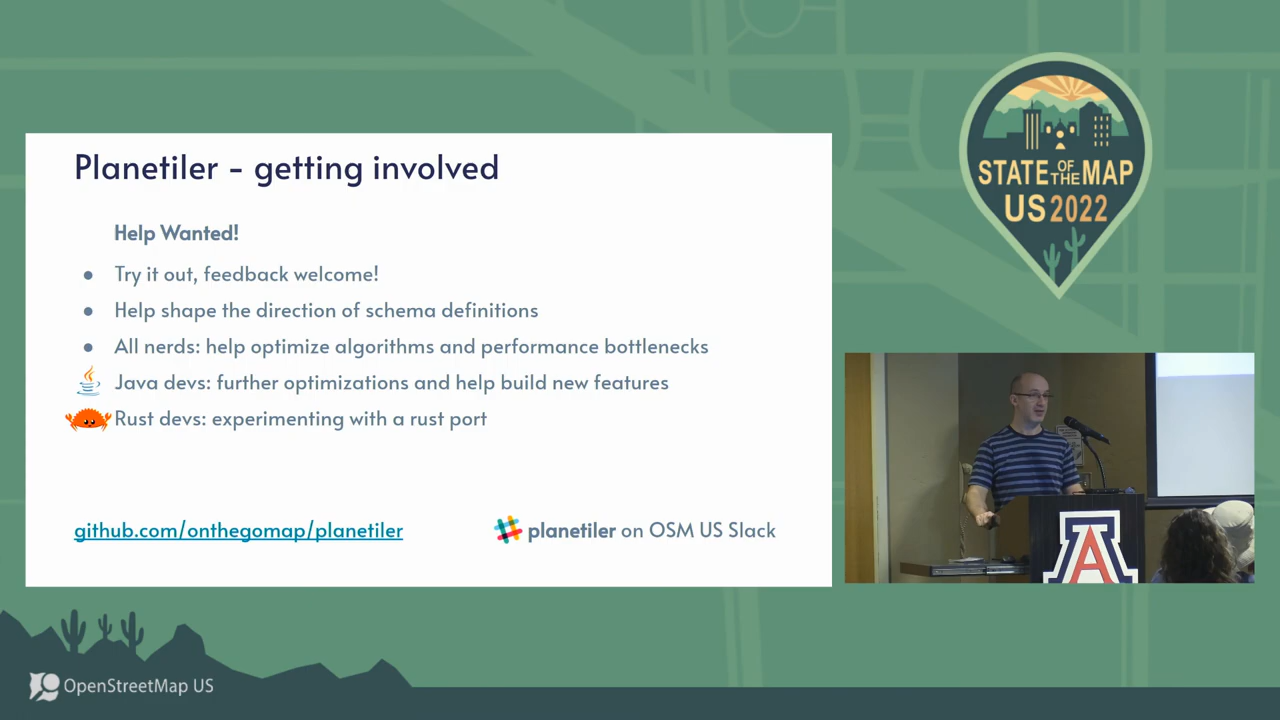 Planetiler - getting involved
Help Wanted!
● Try it out, feedback welcome!
● Help shape the direction of schema definitions
● All nerds: help optimize algorithms and performance bottlenecks
Java devs: further optimizations and help build new features
Rust devs: experimenting with a rust port
github.com/onthegomap/planetiler
planetiler on OSM US Slack
STATE OF THE MAP
US 2022
A
OpenStreetMap US